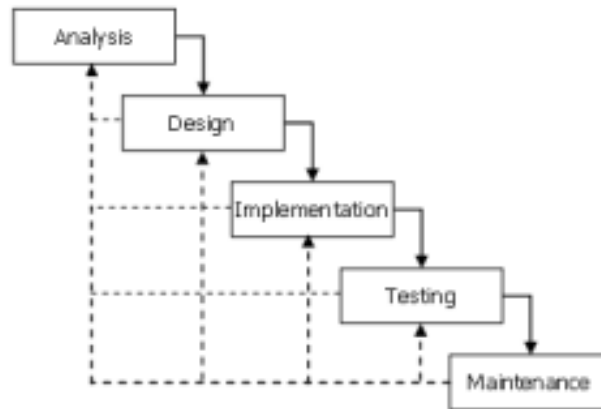 Analysis
Design
Implementation
Testing
Maintenance